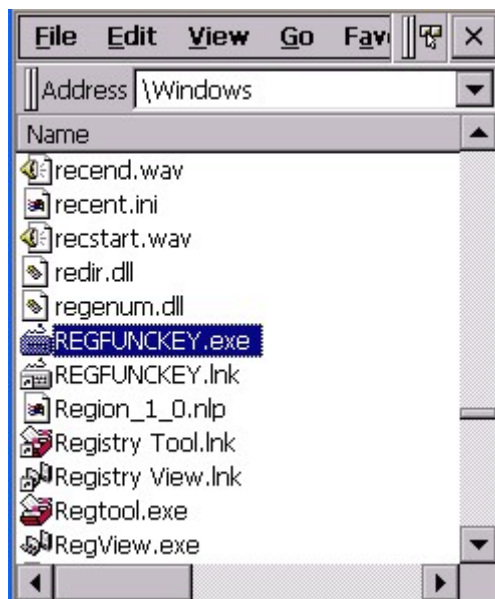 File Edit View Go Fav
Address \Windows
Name
recend.wav
recent.ini
recstart.wav
redir.dll
regenum.dll
REGFUNCKEY.exe
REGFUNCKEY.lnk
Region_1_0.nlp
Registry Tool.lnk
Registry View.lnk
Regtool.exe
RegView.exe